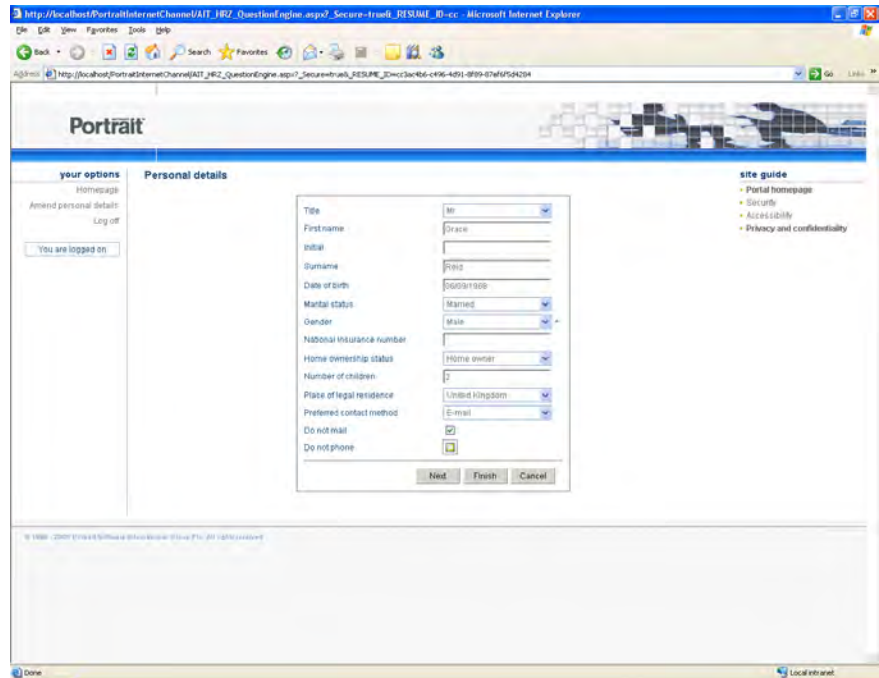 http://localhost/PortraitInternetChannel/AIT_HRZ_QuestionEngine.aspx?_Secure=true&_RESUME_ID=cc - Microsoft Internet Explorer
File Edit View Favorites Tools Help
Back Search Favorites
Address Go Links »
Portrait
your options
Homepage
Amend personal details
Log off
You are logged on
Personal details
Title Mr
First name Grace
Initial
Surname Reid
Date of birth
Marital status Married
Gender Male
National insurance number
Home ownership status Home owner
Number of children 2
Place of legal residence United Kingdom
Preferred contact method E-mail
Do not mail
Do not phone
Next Finish Cancel
site guide
Portal homepage
Security
Accessibility
Privacy and confidentiality
Done Local intranet